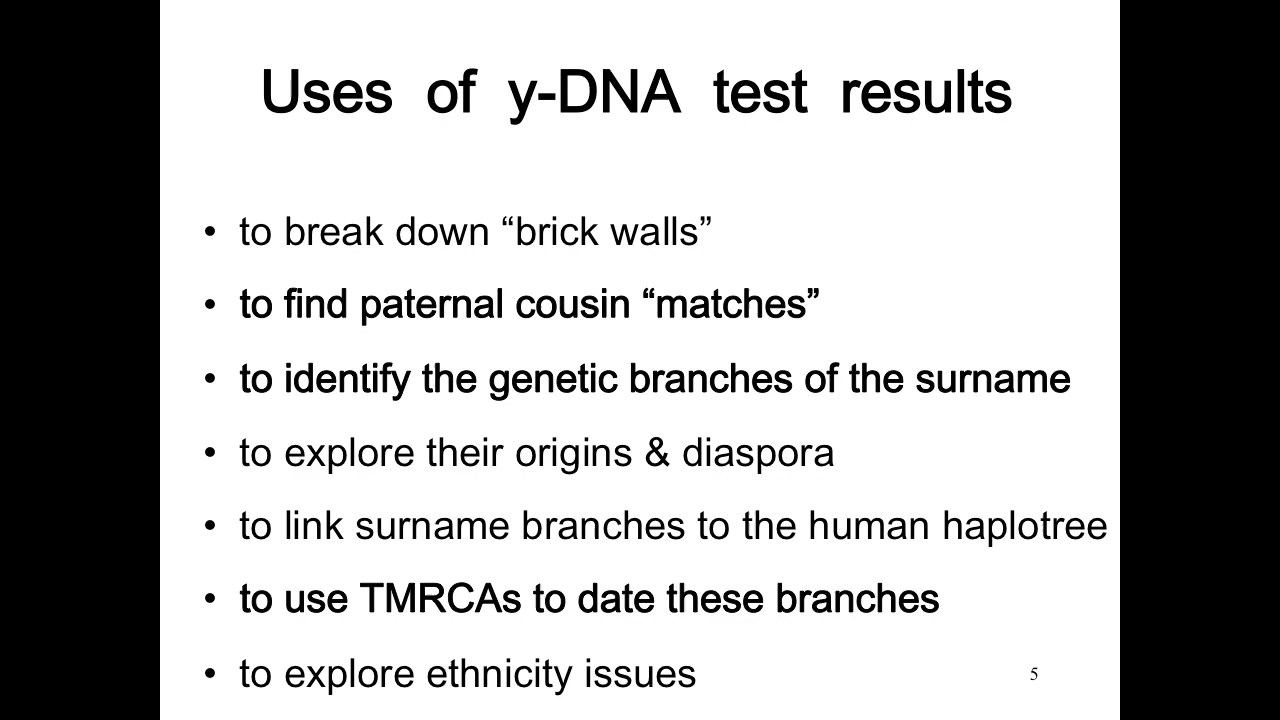 Uses of y-DNA test results
• to break down “brick walls”
• to find paternal cousin “matches”
• to identify the genetic branches of the surname
• to explore their origins & diaspora
• to link surname branches to the human haplotree
• to use TMRCAs to date these branches
• to explore ethnicity issues
5